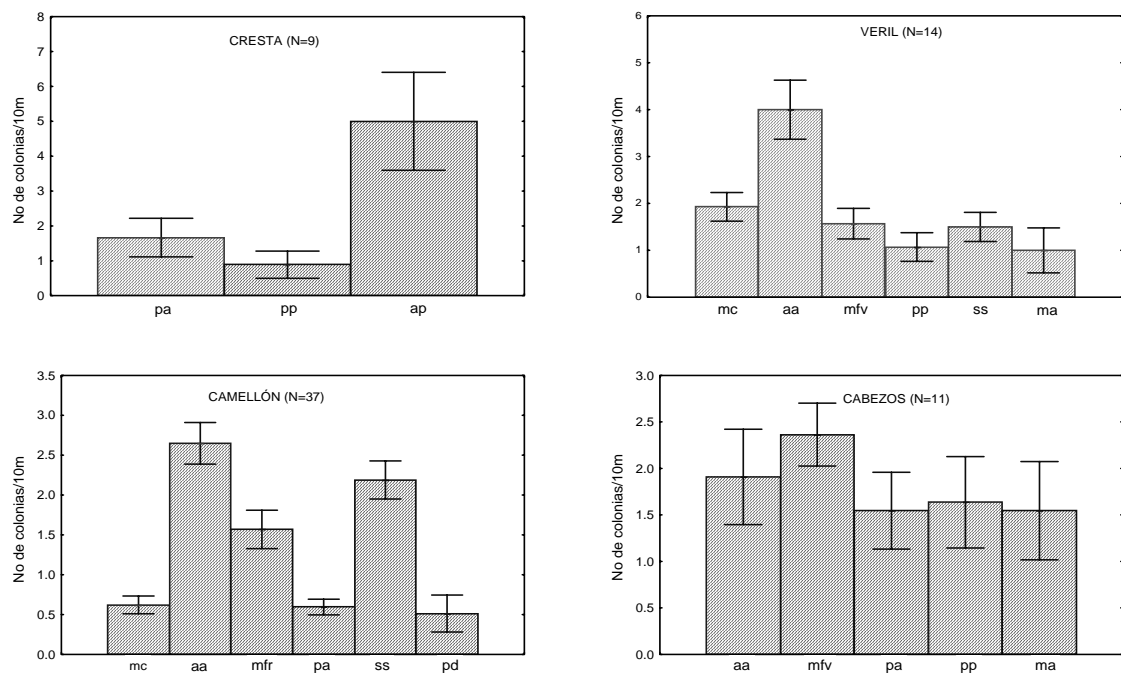 CRESTA (N=9)
No de colonias/10m
8
7
6
5
4
3
2
1
0
pa pp ap
VERIL (N=14)
No de colonias/10m
6
5
4
3
2
1
0
mc aa mfv pp ss ma
CAMELLÓN (N=37)
No de colonias/10m
3.5
3.0
2.5
2.0
1.5
1.0
0.5
0.0
mc aa mfr pa ss pd
CABEZOS (N=11)
No de colonias/10m
3.0
2.5
2.0
1.5
1.0
0.5
0.0
aa mfv pa pp ma